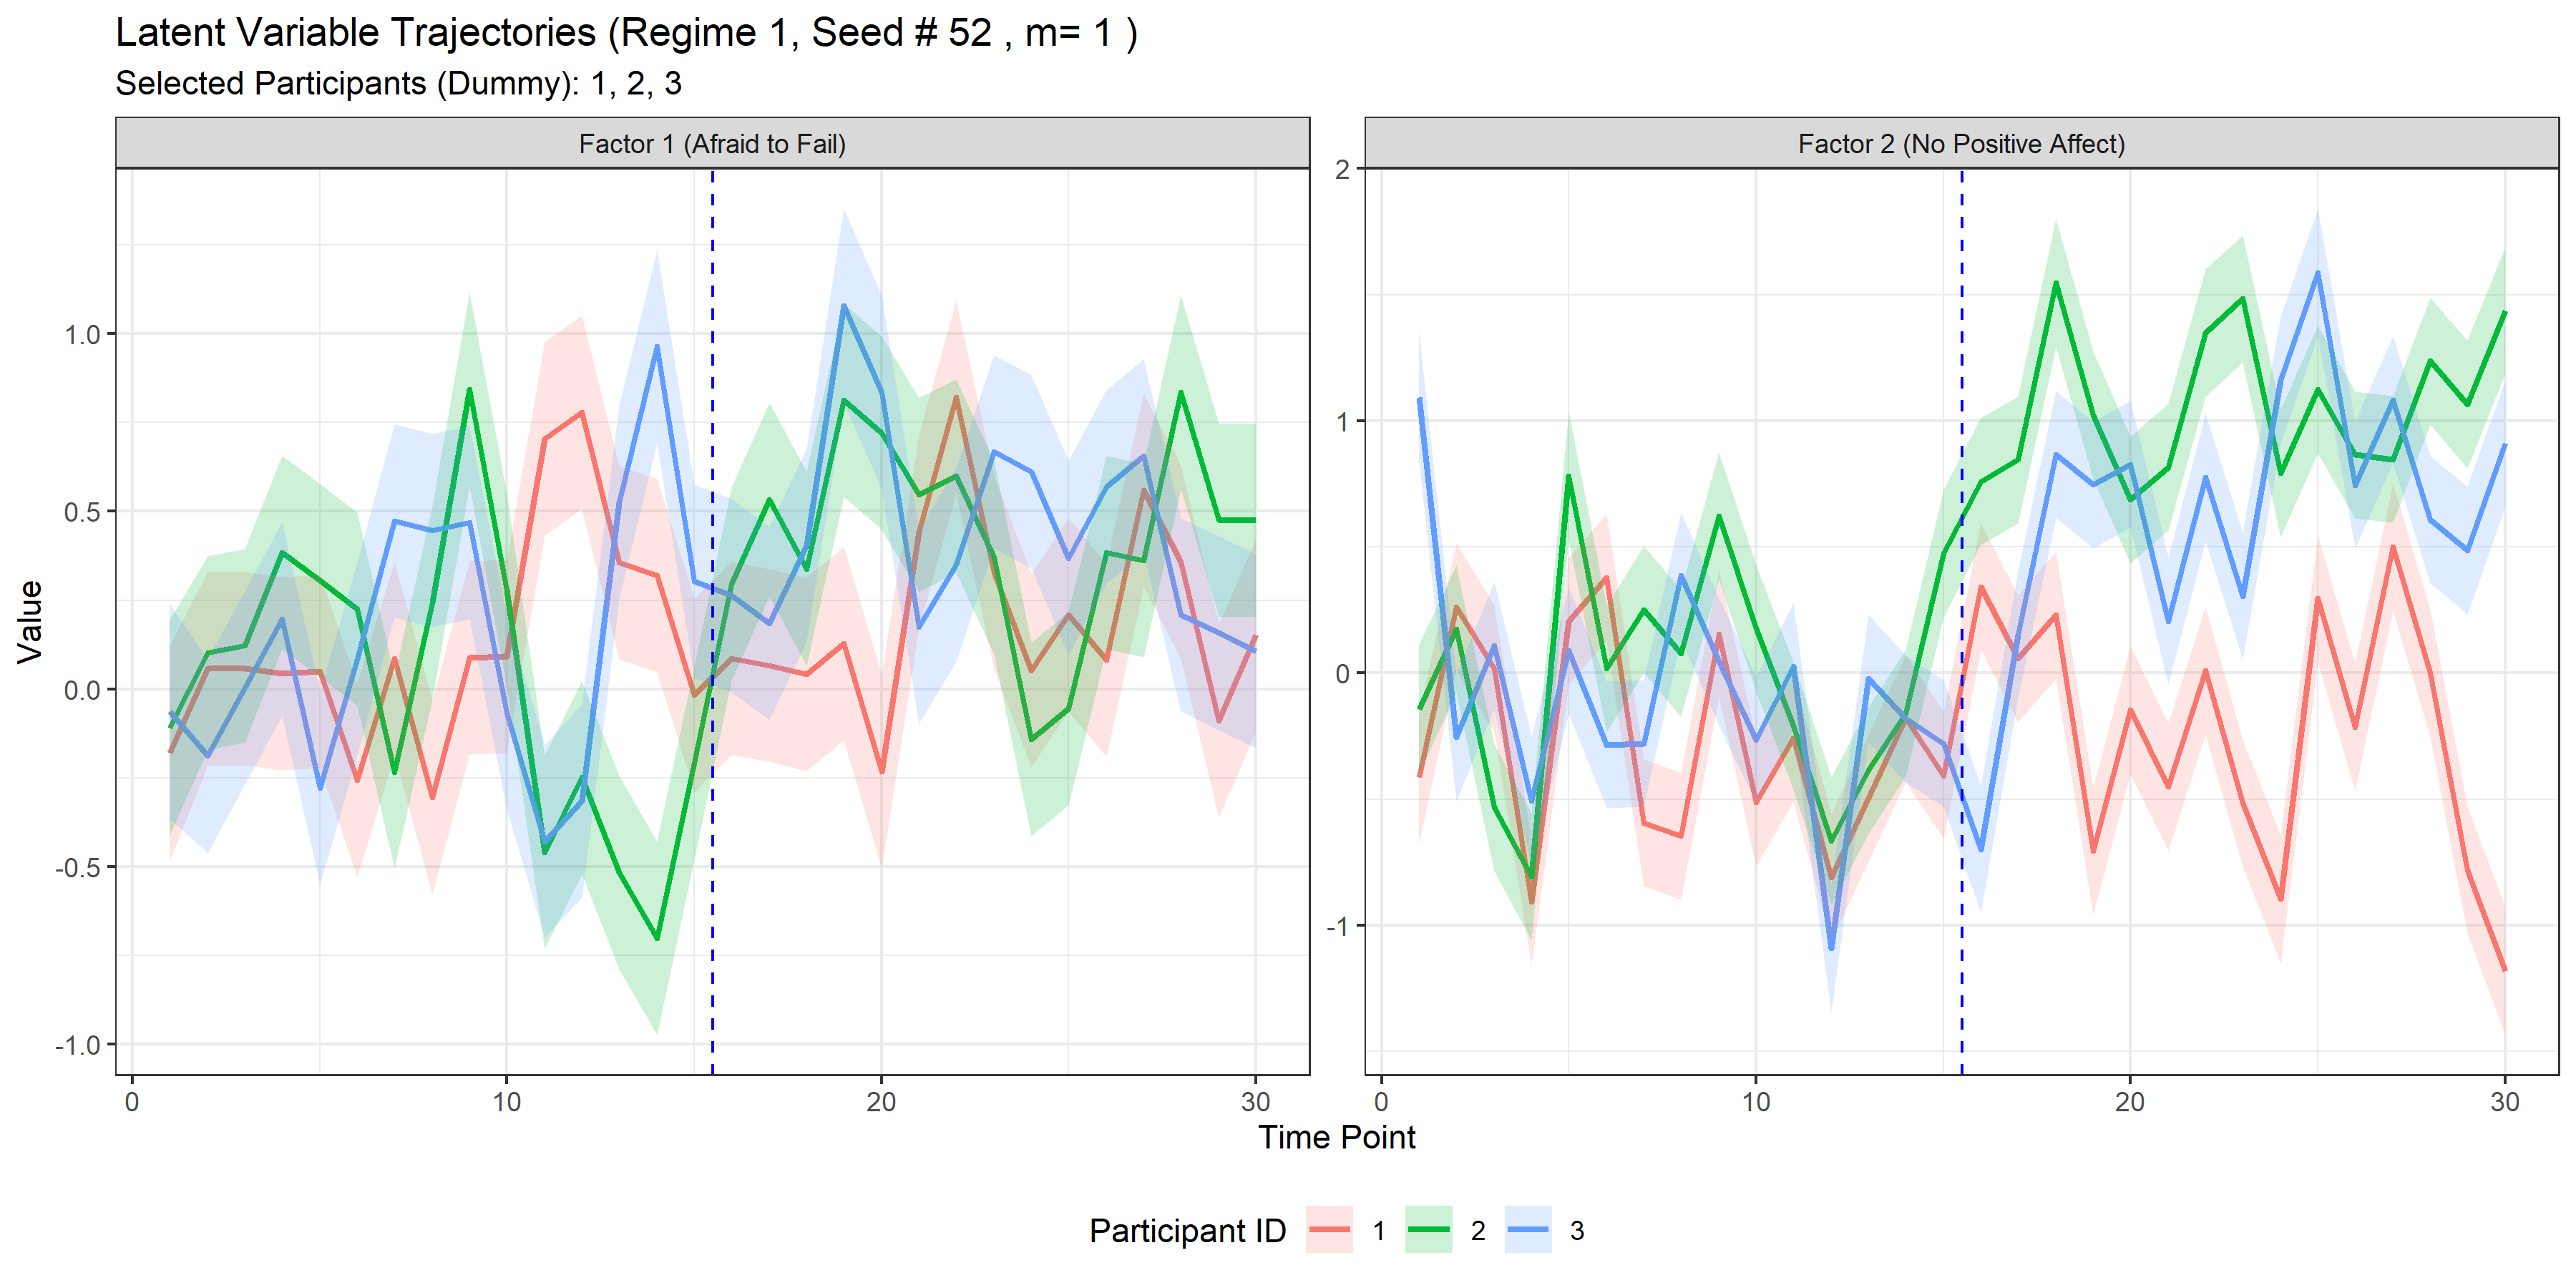 Latent Variable Trajectories (Regime 1, Seed # 52 , m= 1 )
Selected Participants (Dummy): 1, 2, 3
Factor 1 (Afraid to Fail)
Factor 2 (No Positive Affect)
Value
1.0
0.5
0.0
-0.5
-1.0
2
1
0
-1
0 10 20 30
0 10 20 30
Time Point
Participant ID 1 2 3